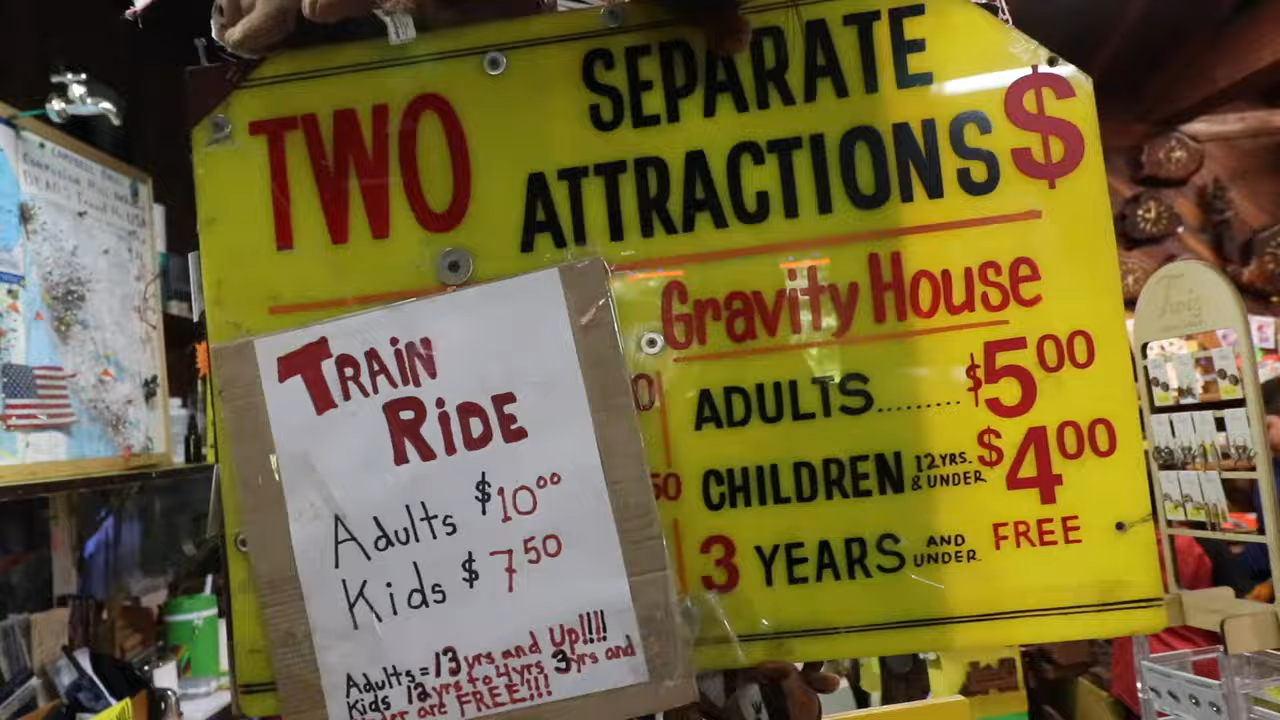 TWO
SEPARATE
ATTRACTIONS $
Gravity House
ADULTS......... $5.00
CHILDREN 12 YRS. & UNDER $4.00
3 YEARS AND UNDER FREE
TRAIN
RIDE
Adults $10.00
Kids $7.50
Adults = 13 yrs and Up!!!!
Kids 12 yrs to 4 yrs 3 yrs and
Under are FREE!!!
50